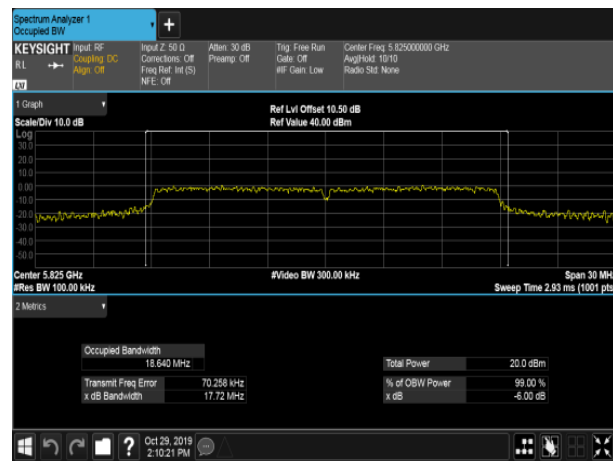 Spectrum Analyzer 1
Occupied BW
+
KEYSIGHT
RL
LXI
Input: RF
Coupling: DC
Align: Off
Input Z: 50 Ω
Corrections: Off
Freq Ref: Int (S)
NFE: Off
Atten: 30 dB
Preamp: Off
Trig: Free Run
Gate: Off
#IF Gain: Low
Center Freq: 5.825000000 GHz
Avg|Hold: 10/10
Radio Std: None
1 Graph
Scale/Div 10.0 dB
Ref Lvl Offset 10.50 dB
Ref Value 40.00 dBm
Log
30.0
20.0
10.0
0.00
-10.0
-20.0
-30.0
-40.0
-50.0
Center 5.825 GHz
#Video BW 300.00 kHz
Span 30 MH
#Res BW 100.00 kHz
Sweep Time 2.93 ms (1001 pts
2 Metrics
Occupied Bandwidth
18.640 MHz
Total Power 20.0 dBm
Transmit Freq Error 70.258 kHz
% of OBW Power 99.00 %
x dB Bandwidth 17.72 MHz
x dB -6.00 dB
?
Oct 29, 2019
2:10:21 PM